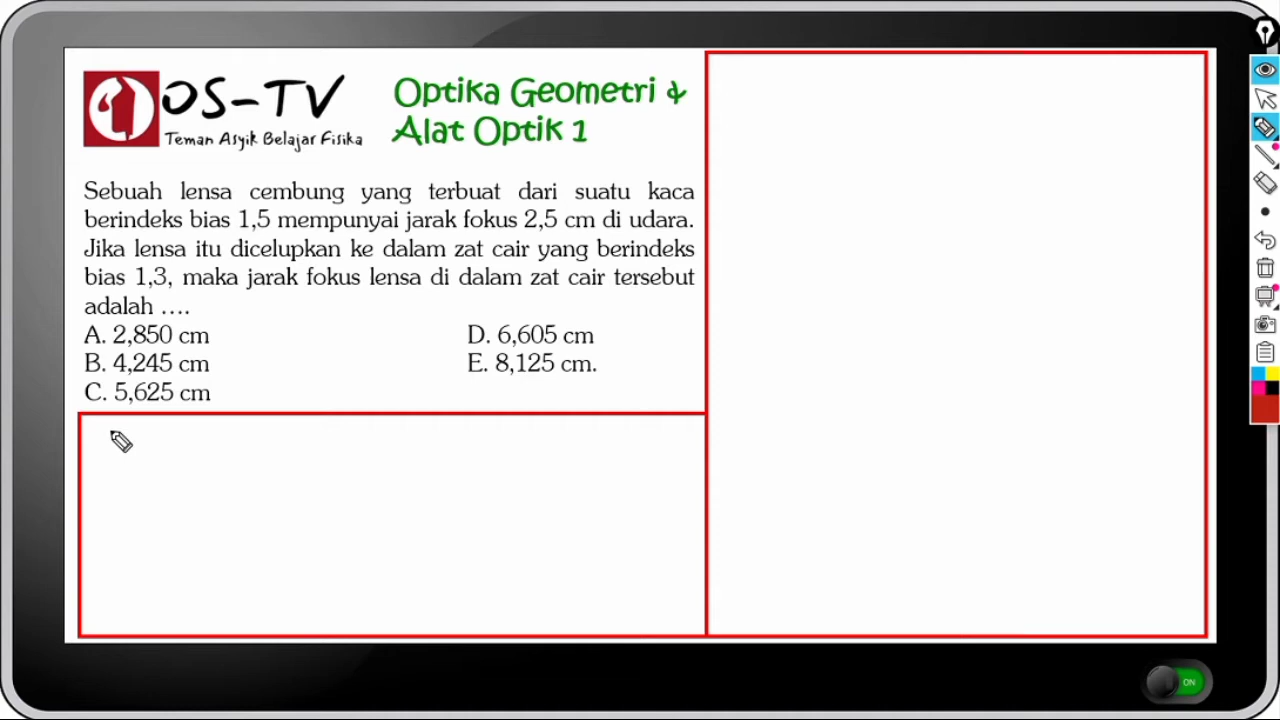 OS-TV
Teman Asyik Belajar Fisika
Optika Geometri &
Alat Optik 1
Sebuah lensa cembung yang terbuat dari suatu kaca
berindeks bias 1,5 mempunyai jarak fokus 2,5 cm di udara.
Jika lensa itu dicelupkan ke dalam zat cair yang berindeks
bias 1,3, maka jarak fokus lensa di dalam zat cair tersebut
adalah ....
A. 2,850 cm
D. 6,605 cm
B. 4,245 cm
E. 8,125 cm.
C. 5,625 cm
ON